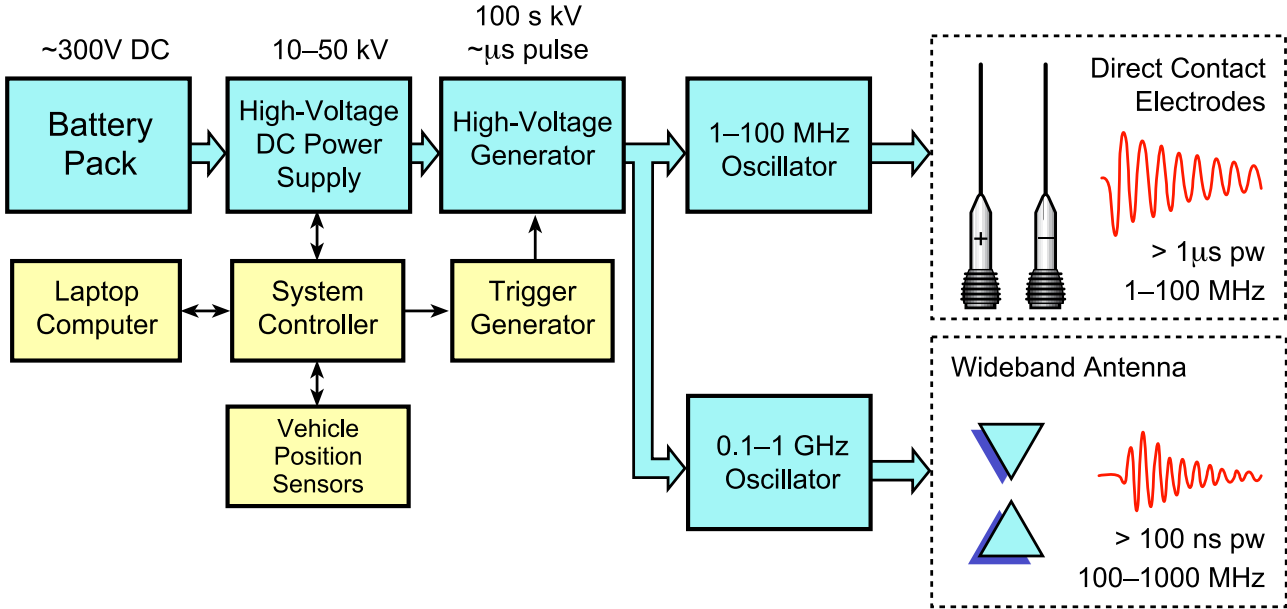 ~300V DC
10–50 kV
100 s kV
~μs pulse
Battery
Pack
High-Voltage
DC Power
Supply
High-Voltage
Generator
1–100 MHz
Oscillator
Direct Contact
Electrodes
+
–
> 1μs pw
1–100 MHz
Laptop
Computer
System
Controller
Trigger
Generator
Vehicle
Position
Sensors
0.1–1 GHz
Oscillator
Wideband Antenna
> 100 ns pw
100–1000 MHz